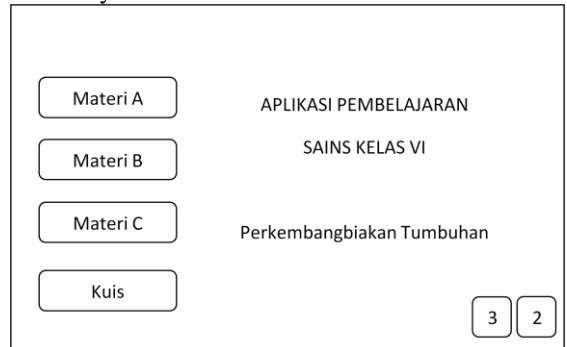 Materi A
Materi B
Materi C
Kuis
APLIKASI PEMBELAJARAN
SAINS KELAS VI
Perkembangbiakan Tumbuhan
3 2